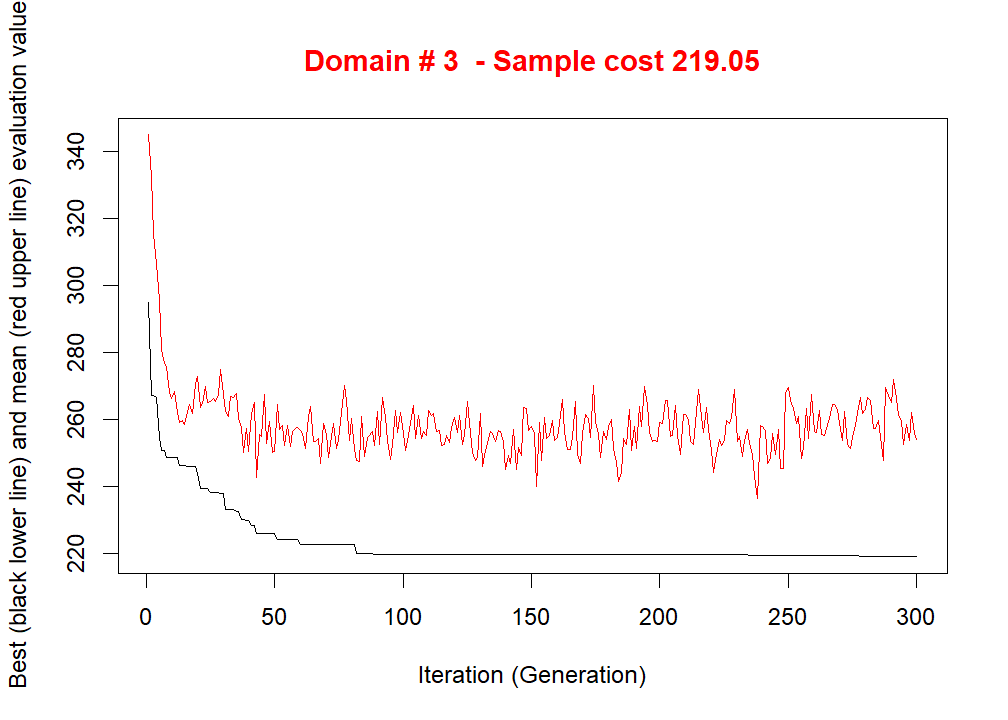 Domain # 3  - Sample cost 219.05
Best (black lower line) and mean (red upper line) evaluation value
340
320
300
280
260
240
220
0 50 100 150 200 250 300
Iteration (Generation)